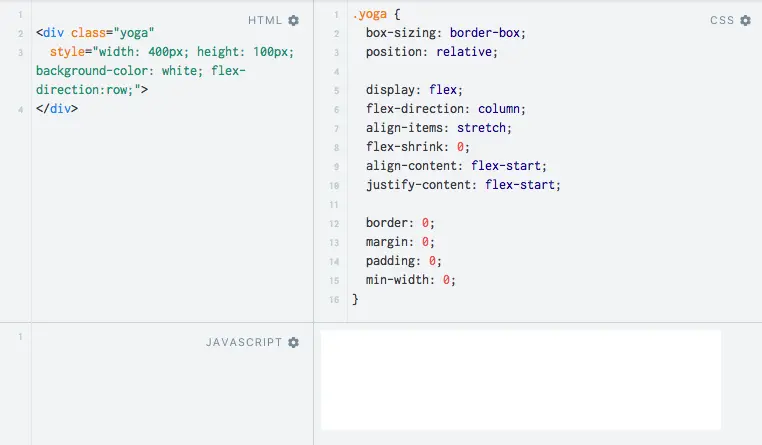 HTML
1
2 <div class="yoga"
3 style="width: 400px; height: 100px;
background-color: white; flex-
direction:row;">
4 </div>
CSS
1 .yoga {
2 box-sizing: border-box;
3 position: relative;
4
5 display: flex;
6 flex-direction: column;
7 align-items: stretch;
8 flex-shrink: 0;
9 align-content: flex-start;
10 justify-content: flex-start;
11
12 border: 0;
13 margin: 0;
14 padding: 0;
15 min-width: 0;
16 }
1
JAVASCRIPT